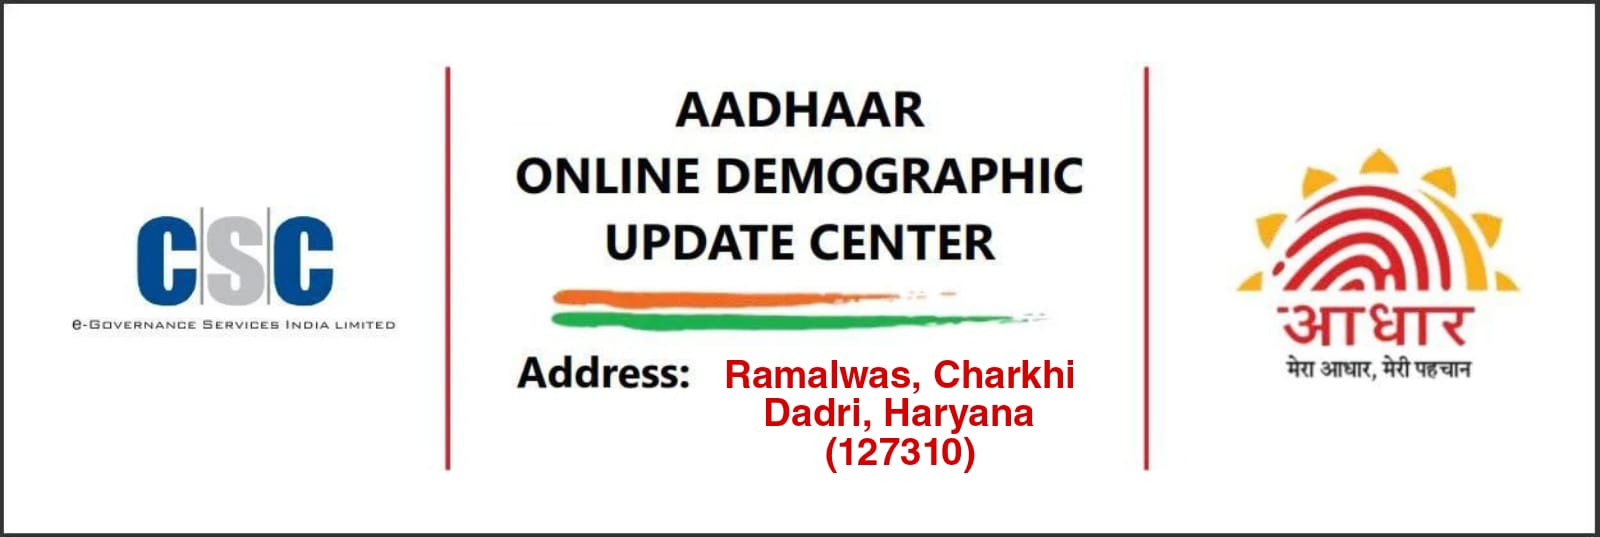 CSC
e-GOVERNANCE SERVICES INDIA LIMITED
AADHAAR
ONLINE DEMOGRAPHIC
UPDATE CENTER
Address: Ramalwas, Charkhi
Dadri, Haryana
(127310)
आधार
मेरा आधार, मेरी पहचान